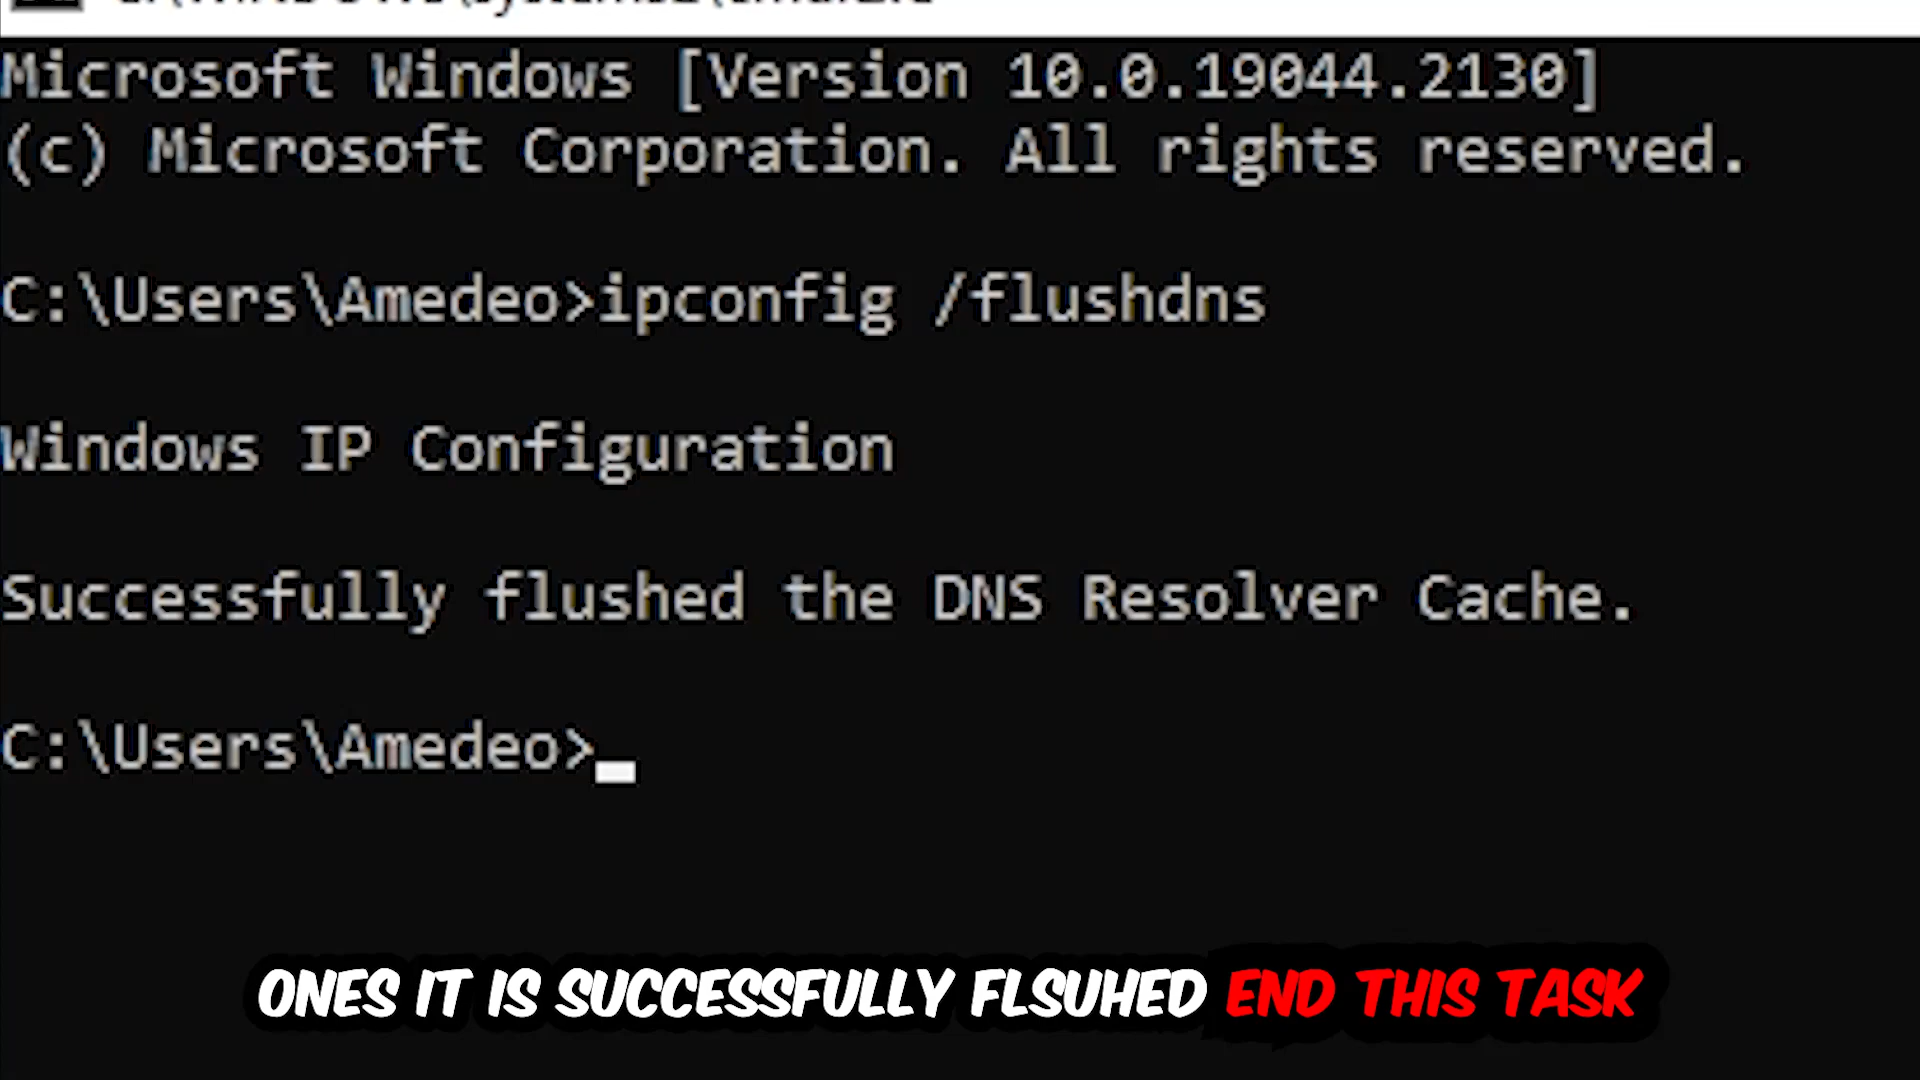 Microsoft Windows [Version 10.0.19044.2130]
(c) Microsoft Corporation. All rights reserved.
C:\Users\Amedeo>ipconfig /flushdns
Windows IP Configuration
Successfully flushed the DNS Resolver Cache.
C:\Users\Amedeo>
ONES IT IS SUCCESSFULLY FLSUHED END THIS TASK